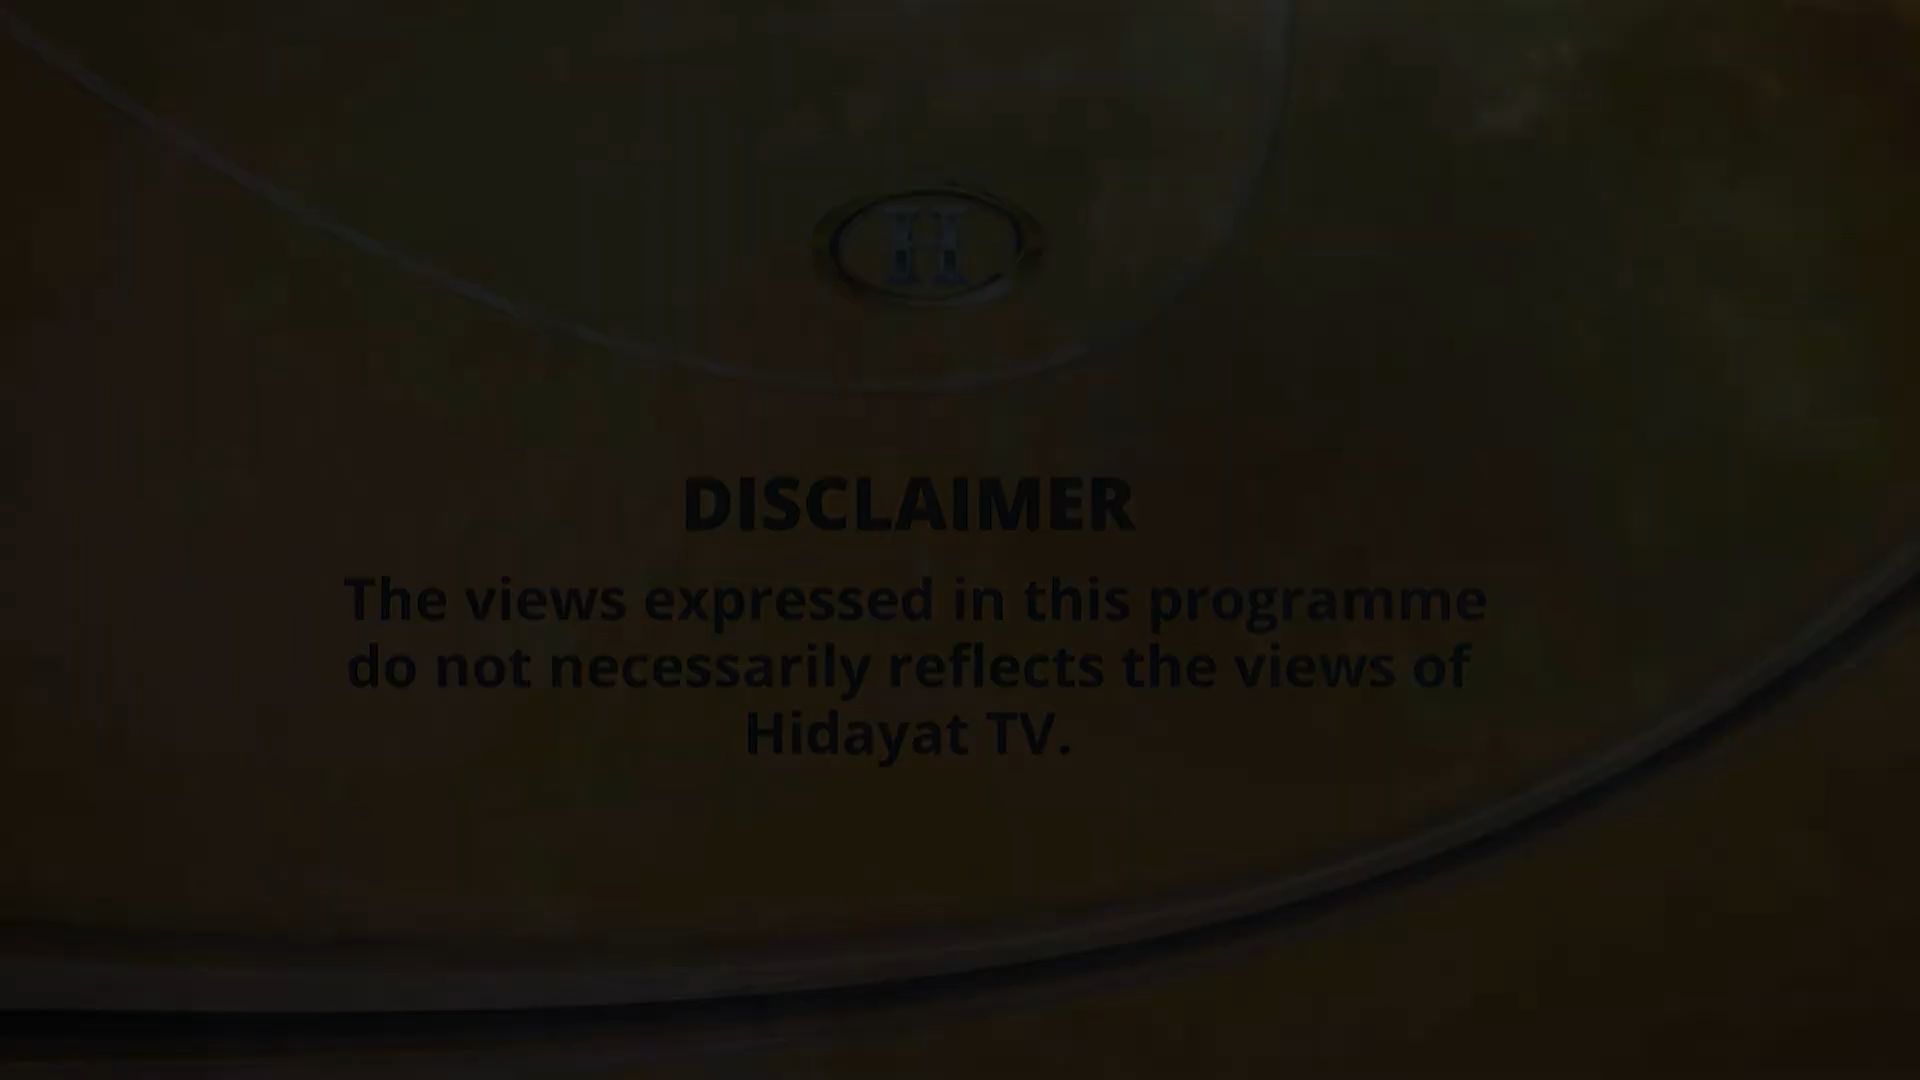 H
DISCLAIMER
The views expressed in this programme
do not necessarily reflects the views of
Hidayat TV.